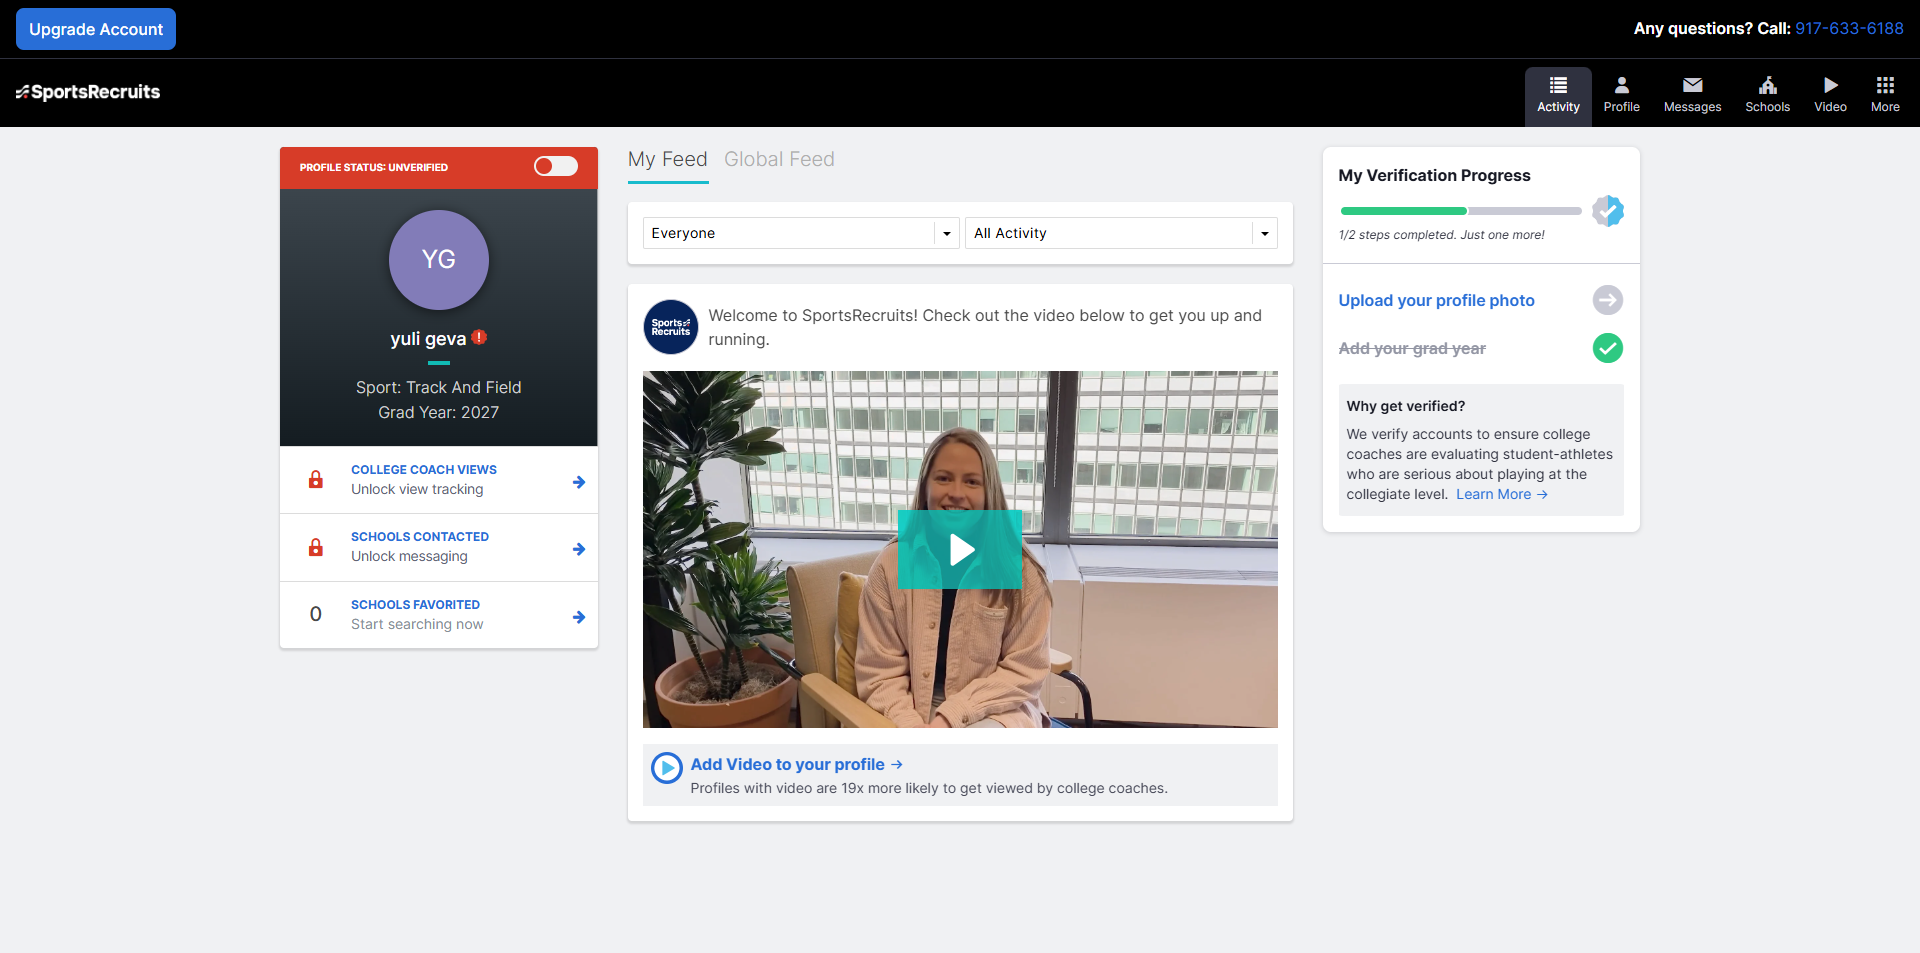 Upgrade Account
Any questions? Call: 917-633-6188
SportsRecruits
Activity
Profile
Messages
Schools
Video
More
PROFILE STATUS: UNVERIFIED
YG
yuli geva
Sport: Track And Field
Grad Year: 2027
COLLEGE COACH VIEWS
Unlock view tracking
SCHOOLS CONTACTED
Unlock messaging
0
SCHOOLS FAVORITED
Start searching now
My Feed
Global Feed
Everyone
All Activity
Sports
Recruits
Welcome to SportsRecruits! Check out the video below to get you up and
running.
Add Video to your profile →
Profiles with video are 19x more likely to get viewed by college coaches.
My Verification Progress
1/2 steps completed. Just one more!
Upload your profile photo
Add your grad year
Why get verified?
We verify accounts to ensure college
coaches are evaluating student-athletes
who are serious about playing at the
collegiate level. Learn More →